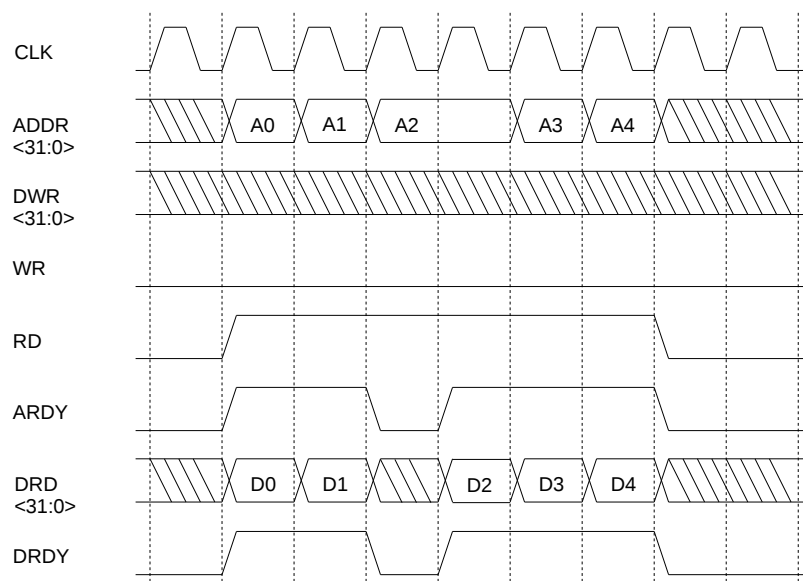 CLK
ADDR
<31:0>
A0 A1 A2 A3 A4
DWR
<31:0>
WR
RD
ARDY
DRD
<31:0>
D0 D1 D2 D3 D4
DRDY